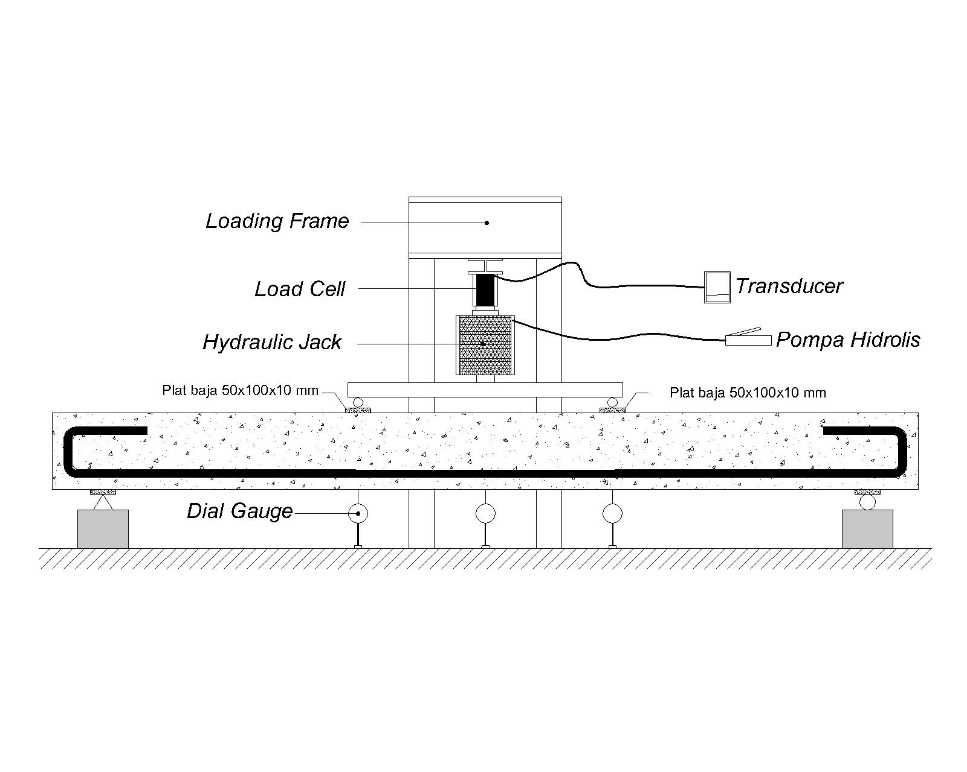 Loading Frame
Load Cell
Transducer
Hydraulic Jack
Pompa Hidrolis
Plat baja 50x100x10 mm
Plat baja 50x100x10 mm
Dial Gauge